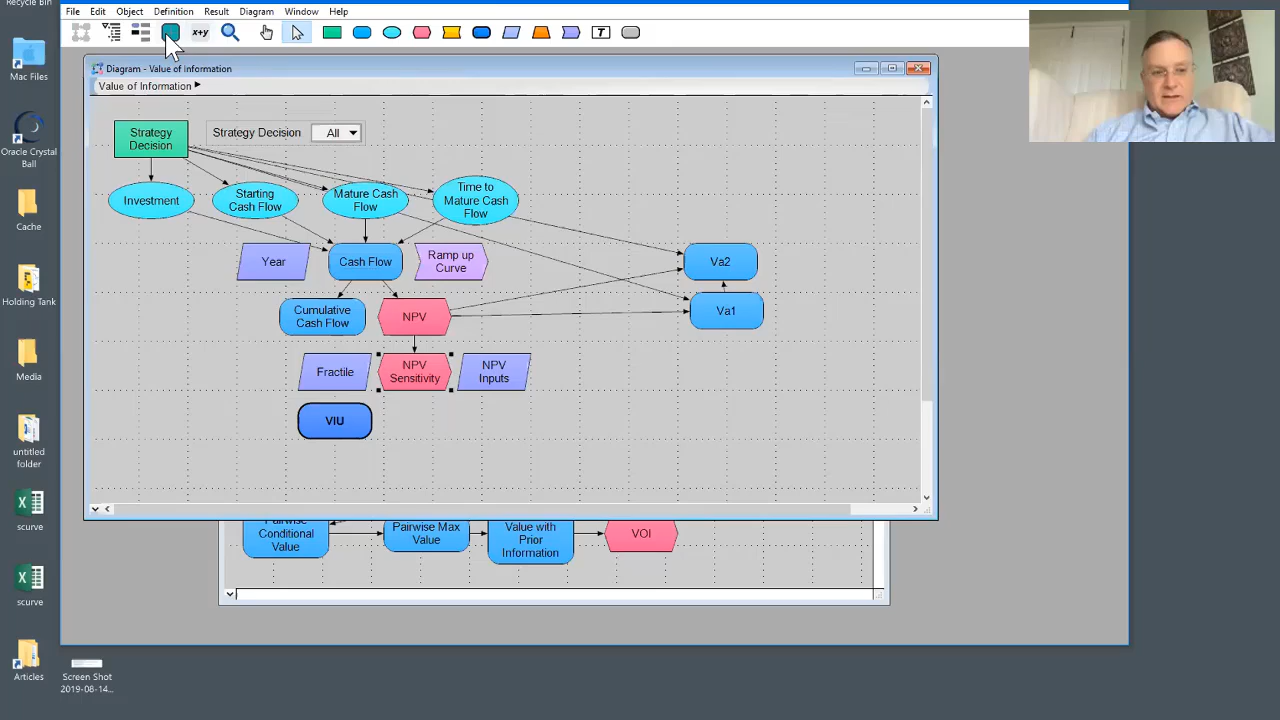 Recycle Bin
File Edit Object Definition Result Diagram Window Help
x+y
T
Mac Files
Oracle Crystal
Ball
Cache
Holding Tank
Media
untitled
folder
scurve
scurve
Articles
Screen Shot
2019-08-14...
Diagram - Value of Information
Value of Information
Strategy
Decision
Strategy Decision All
Investment
Starting
Cash Flow
Mature Cash
Flow
Time to
Mature Cash
Flow
Year
Cash Flow
Ramp up
Curve
Va2
Cumulative
Cash Flow
NPV
Va1
Fractile
NPV
Sensitivity
NPV
Inputs
VIU
Pairwise
Conditional
Value
Pairwise Max
Value
Value with
Prior
Information
VOI